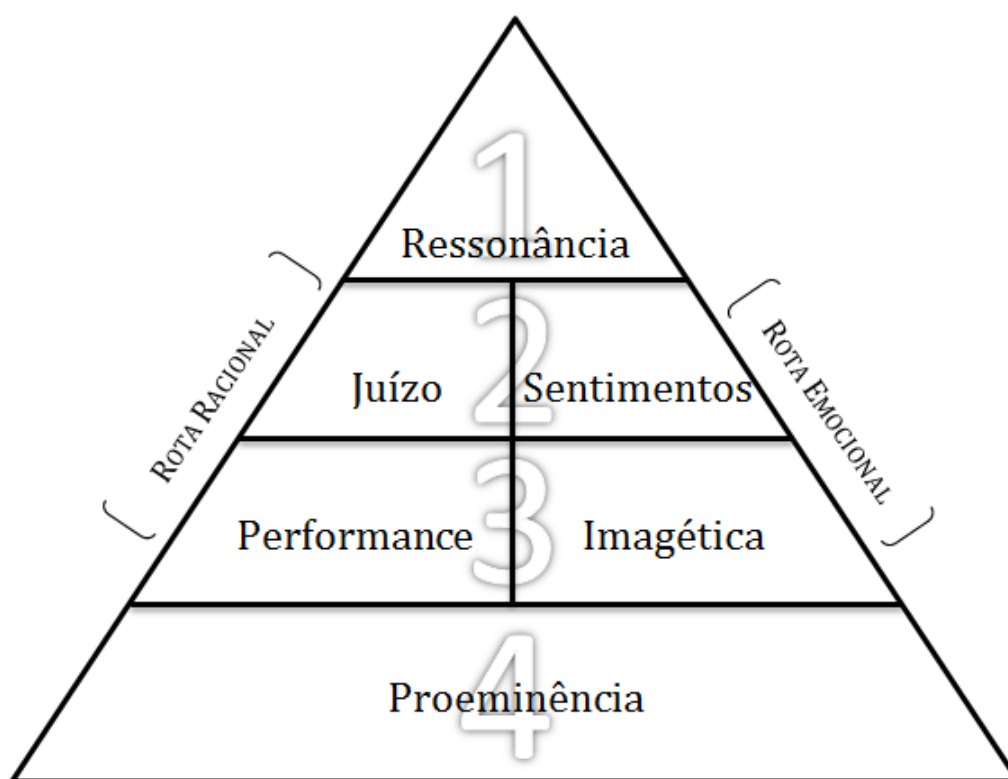 1
Ressonância
ROTA RACIONAL
ROTA EMOCIONAL
2
Juízo
Sentimentos
3
Performance
Imagética
4
Proeminência